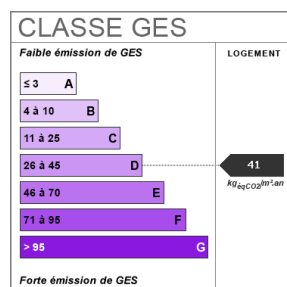 CLASSE GES
Faible émission de GES
LOGEMENT
≤ 3 A
4 à 10 B
11 à 25 C
26 à 45 D
41
kgéqCO2/m².an
46 à 70 E
71 à 95 F
> 95 G
Forte émission de GES